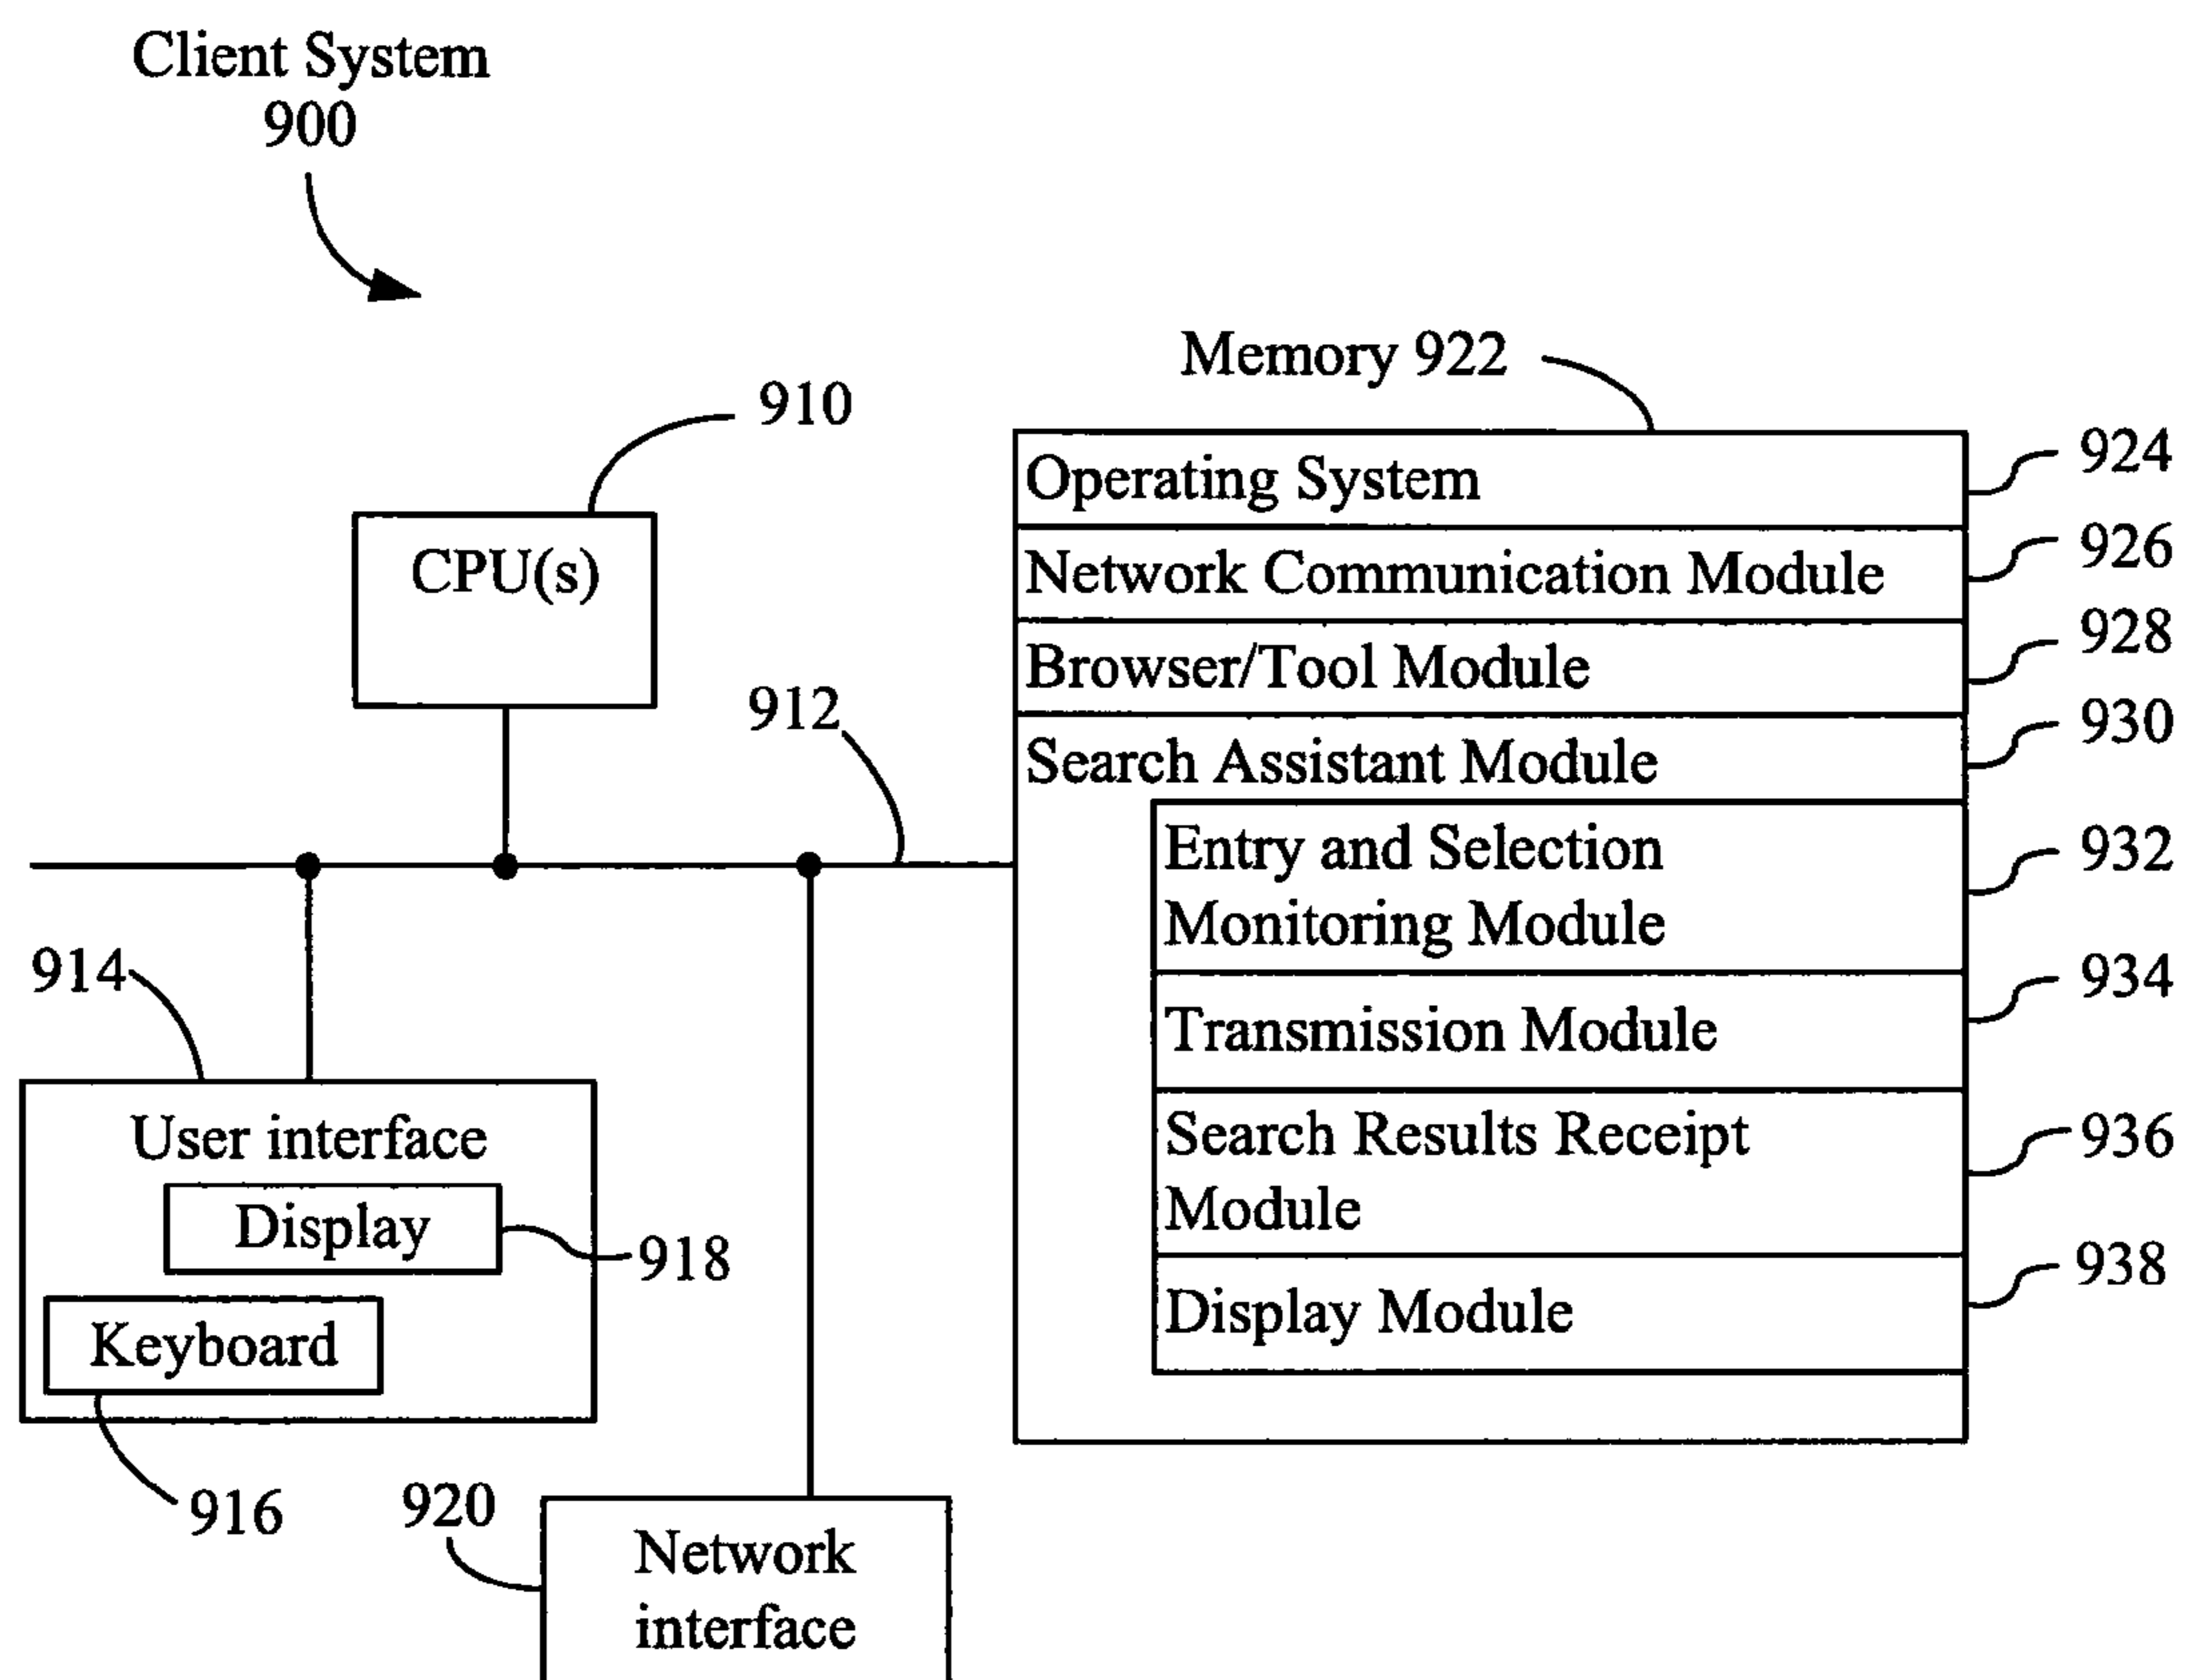 Client System
900
Memory 922
910
CPU(s)
912
Operating System
924
Network Communication Module
926
Browser/Tool Module
928
Search Assistant Module
930
Entry and Selection
Monitoring Module
932
Transmission Module
934
Search Results Receipt
Module
936
Display Module
938
914
User interface
Display
918
Keyboard
916
920
Network
interface